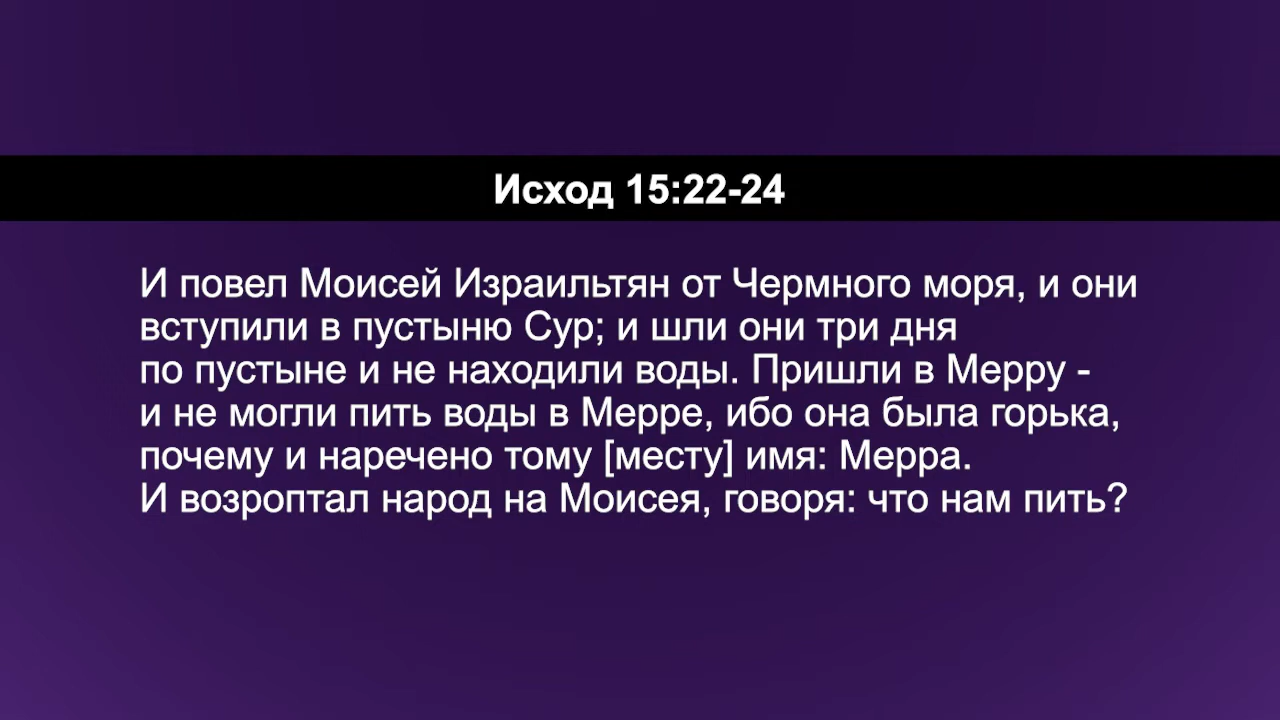 Исход 15:22-24
И повел Моисей Израильтян от Чермного моря, и они
вступили в пустыню Сур; и шли они три дня
по пустыне и не находили воды. Пришли в Мерру -
и не могли пить воды в Мерре, ибо она была горька,
почему и наречено тому [месту] имя: Мерра.
И возроптал народ на Моисея, говоря: что нам пить?